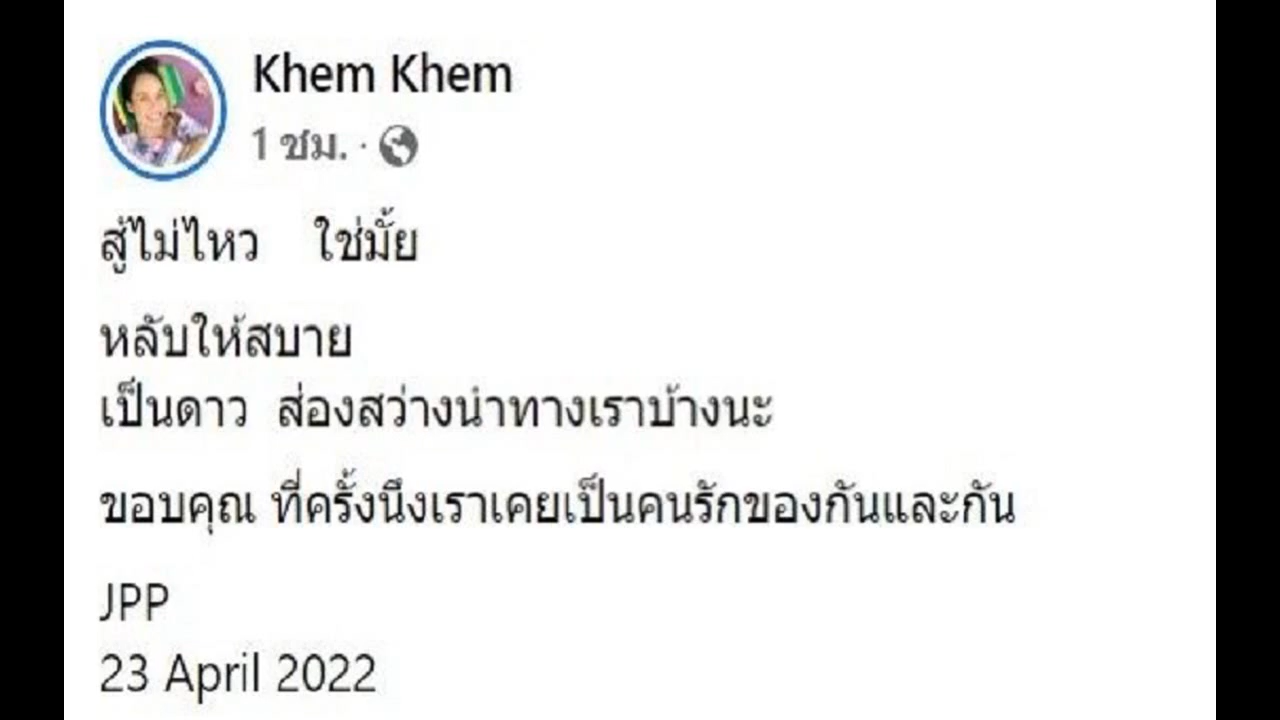 Khem Khem
1 ชม. ·
สู้ไม่ไหว ใช่มั้ย
หลับให้สบาย
เป็นดาว ส่องสว่างนำทางเราบ้างนะ
ขอบคุณ ที่ครั้งนึงเราเคยเป็นคนรักของกันและกัน
JPP
23 April 2022